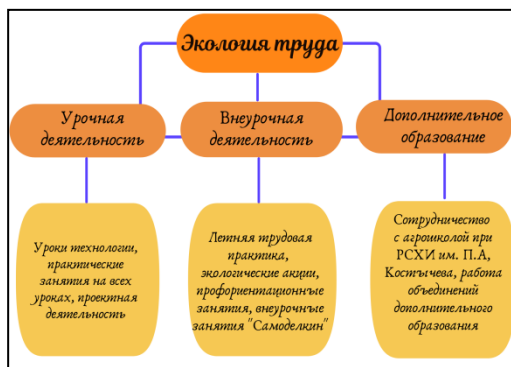 Экология труда
Урочная
деятельность
Внеурочная
деятельность
Дополнительное
образование
Уроки технологии,
практические
занятия на всех
уроках, проектная
деятельность
Летняя трудовая
практика,
экологические акции,
профориентационные
занятия, внеурочные
занятия "Самоделкин"
Сотрудничество
с агрошколой при
РСХИ им. П.А,
Костычева, работа
объединений
дополнительного
образования